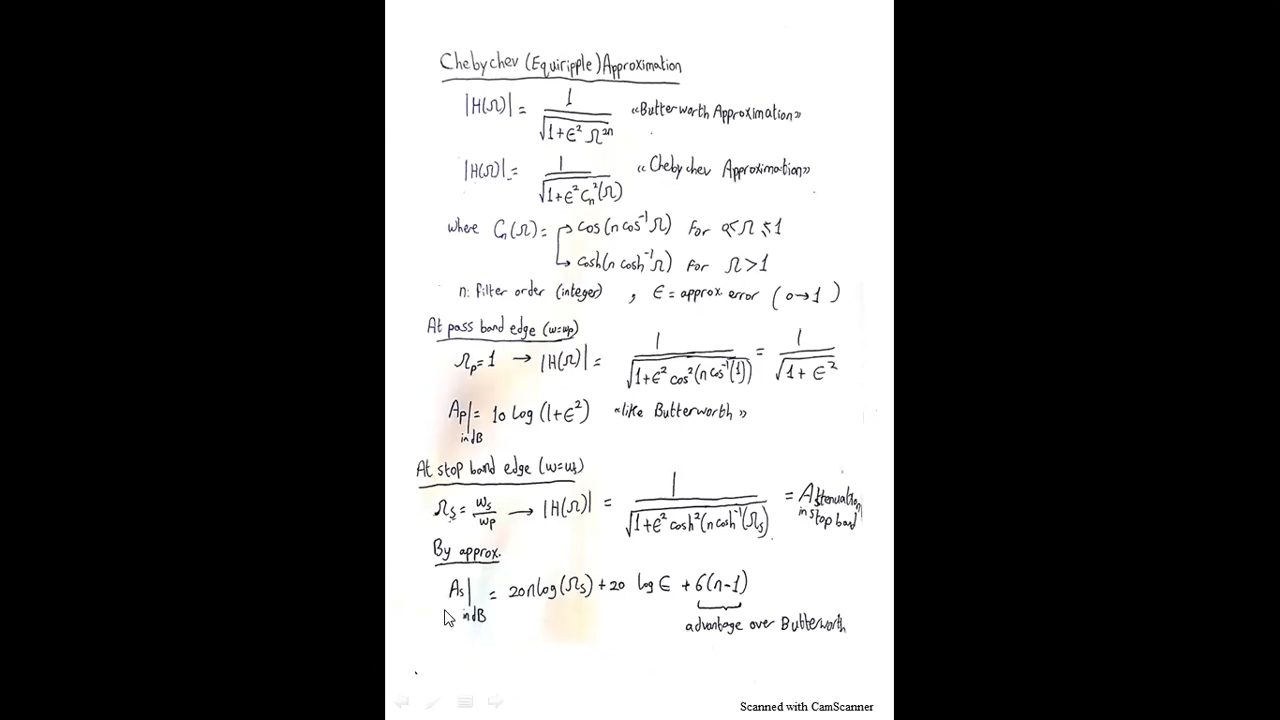 Chebychev (Equiripple) Approximation
|H(Ω)| = 1 / √(1+ϵ² Ω²ⁿ) «Butterworth Approximation»
|H(Ω)| = 1 / √(1+ϵ² Cn²(Ω)) «Chebychev Approximation»
where Cn(Ω) = → cos(n cos⁻¹ Ω) For 0≤Ω≤1
→ cosh(n cosh⁻¹ Ω) For Ω>1
n: filter order (integer) , ϵ = approx. error (0→1)
At pass band edge (w=wp)
Ωp=1 → |H(Ω)| = 1 / √(1+ϵ² cos²(n cos⁻¹(1)) = 1 / √(1+ϵ²)
Ap| in dB = 10 log (1+ϵ²) «like Butterworth»
At stop band edge (w=ws)
Ωs = ws/wp → |H(Ω)| = 1 / √(1+ϵ² cosh²(n cosh⁻¹(Ωs)) = Attenuation in stop band
By approx.
As| in dB = 20n log(Ωs) + 20 log ϵ + 6(n-1)
advantage over Butterworth
Scanned with CamScanner